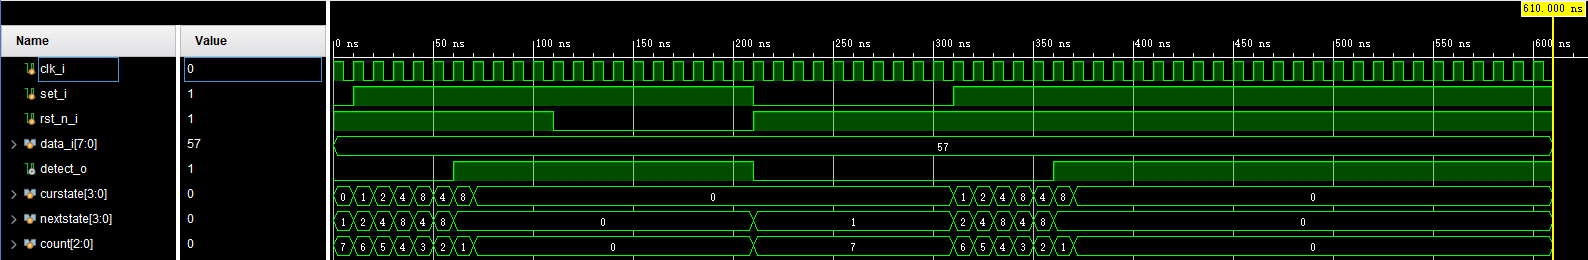 610.000 ns
Name Value 0 ns 50 ns 100 ns 150 ns 200 ns 250 ns 300 ns 350 ns 400 ns 450 ns 500 ns 550 ns 600 ns
clk_i 0
set_i 1
rst_n_i 1
data_i[7:0] 57 57
detect_o 1
curstate[3:0] 0 0 1 2 4 8 4 8 0 1 2 4 8 4 8 0
nextstate[3:0] 0 1 2 4 8 4 8 0 1 2 4 8 4 8 0
count[2:0] 0 7 6 5 4 3 2 1 0 7 6 5 4 3 2 1 0